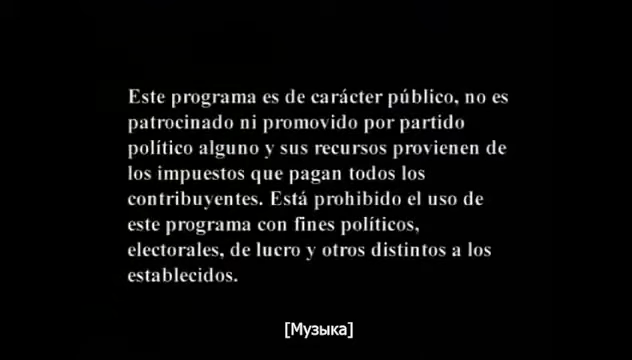 Este programa es de carácter público, no es
patrocinado ni promovido por partido
político alguno y sus recursos provienen de
los impuestos que pagan todos los
contribuyentes. Está prohibido el uso de
este programa con fines políticos,
electorales, de lucro y otros distintos a los
establecidos.
[Музыка]